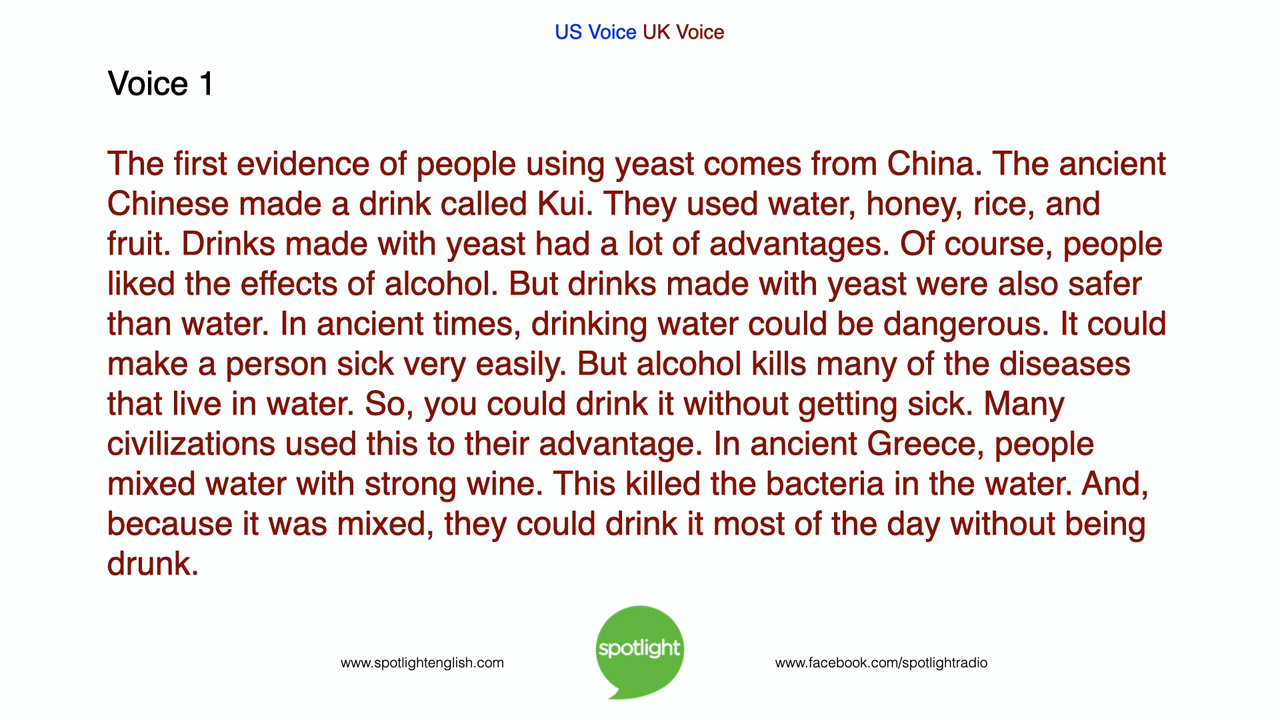 US Voice UK Voice
Voice 1
The first evidence of people using yeast comes from China. The ancient
Chinese made a drink called Kui. They used water, honey, rice, and
fruit. Drinks made with yeast had a lot of advantages. Of course, people
liked the effects of alcohol. But drinks made with yeast were also safer
than water. In ancient times, drinking water could be dangerous. It could
make a person sick very easily. But alcohol kills many of the diseases
that live in water. So, you could drink it without getting sick. Many
civilizations used this to their advantage. In ancient Greece, people
mixed water with strong wine. This killed the bacteria in the water. And,
because it was mixed, they could drink it most of the day without being
drunk.
spotlight
www.spotlightenglish.com
www.facebook.com/spotlightradio